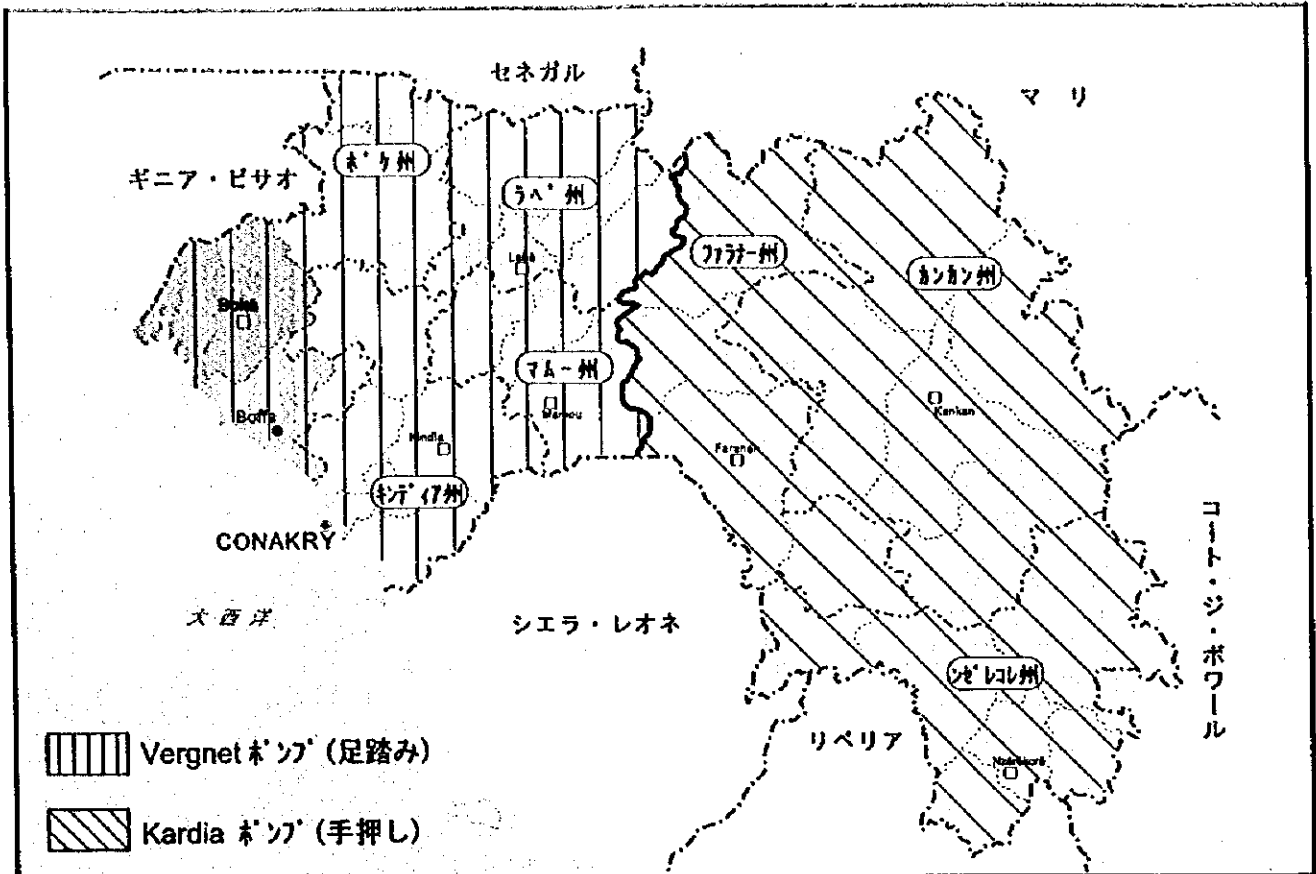 セネガル
マリ
ギニア・ビサオ
ボケ州
ラベ州
ファラナー州
カンカン州
Labé
Boké
マムー州
Mamou
Kankan
Boffa
Kindia
Faranah
キンディア州
CONAKRY
大西洋
シエラ・レオネ
コート・ジ・ボワール
ンゼレコレ州
リベリア
Nzérékoré
Vergnet ポンプ (足踏み)
Kardia ポンプ (手押し)